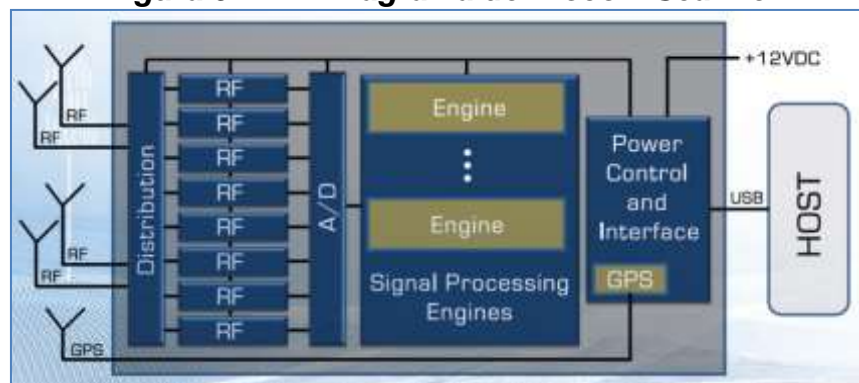 RF
RF
RF
RF
GPS
Distribution
RF
RF
RF
RF
RF
RF
RF
RF
A/D
Engine
Engine
Signal Processing
Engines
Power
Control
and
Interface
GPS
+12VDC
USB
HOST